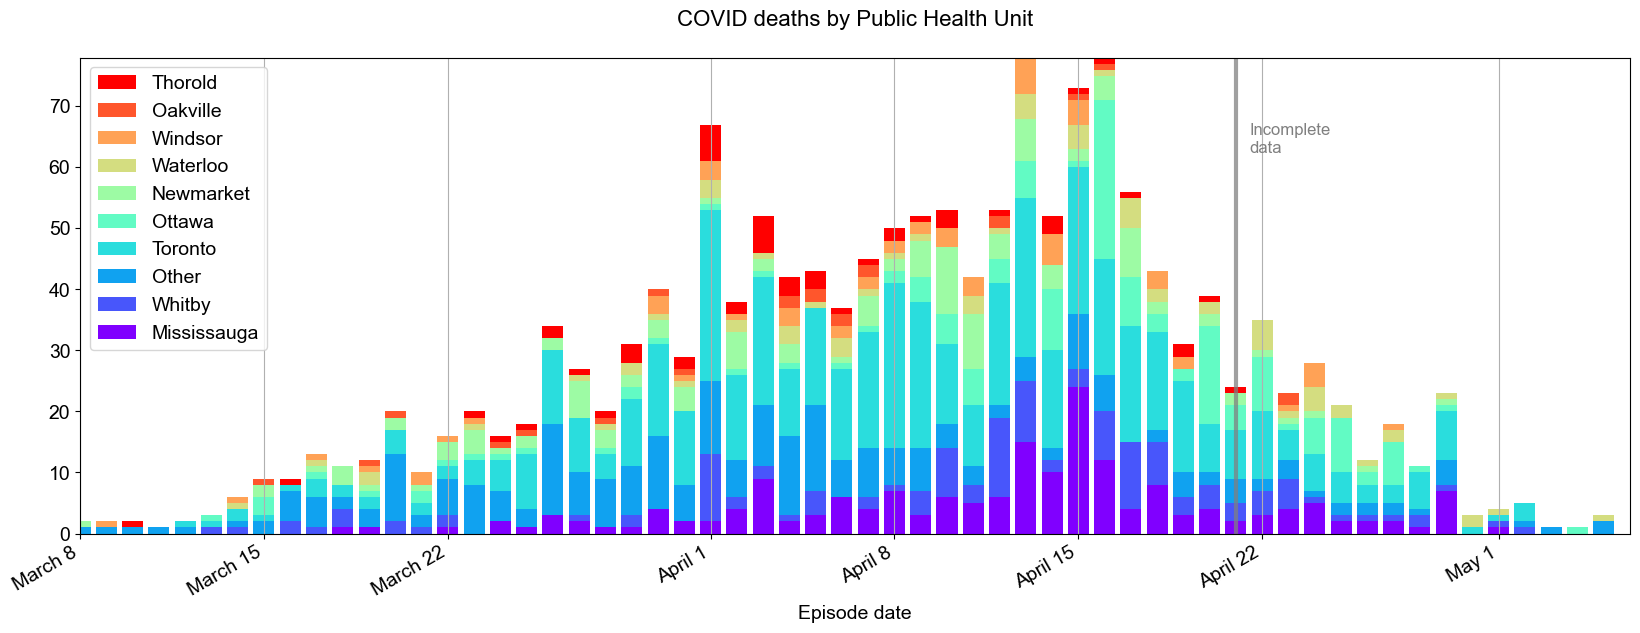 COVID deaths by Public Health Unit
Thorold
Oakville
Windsor
Waterloo
Newmarket
Ottawa
Toronto
Other
Whitby
Mississauga
Incomplete
data
70
60
50
40
30
20
10
0
March 8
March 15
March 22
April 1
April 8
April 15
April 22
May 1
Episode date